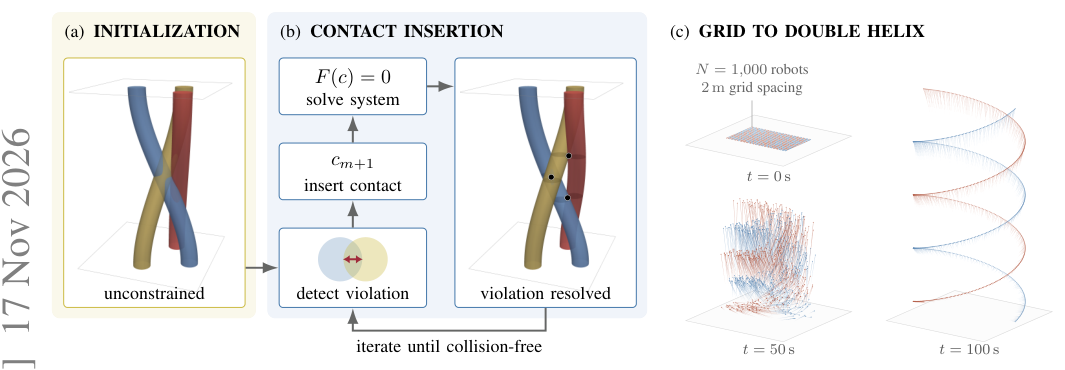 ] 17 Nov 2026
(a) INITIALIZATION
unconstrained
(b) CONTACT INSERTION
F(c) = 0
solve system
c_{m+1}
insert contact
detect violation
violation resolved
iterate until collision-free
(c) GRID TO DOUBLE HELIX
N = 1,000 robots
2 m grid spacing
t = 0 s
t = 50 s
t = 100 s